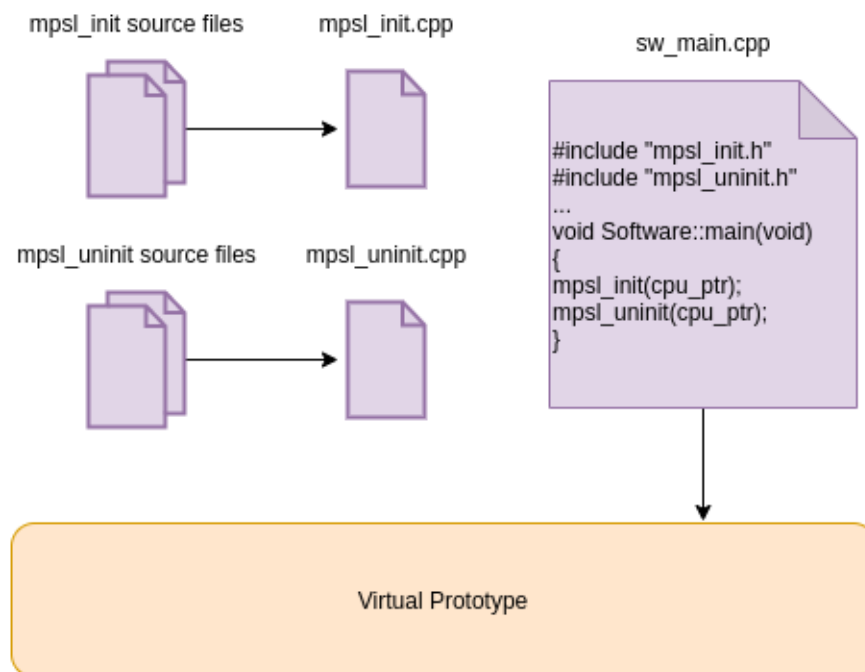 mpsl_init source files
mpsl_init.cpp
sw_main.cpp
#include "mpsl_init.h"
#include "mpsl_uninit.h"
...
void Software::main(void)
{
mpsl_init(cpu_ptr);
mpsl_uninit(cpu_ptr);
}
mpsl_uninit source files
mpsl_uninit.cpp
Virtual Prototype